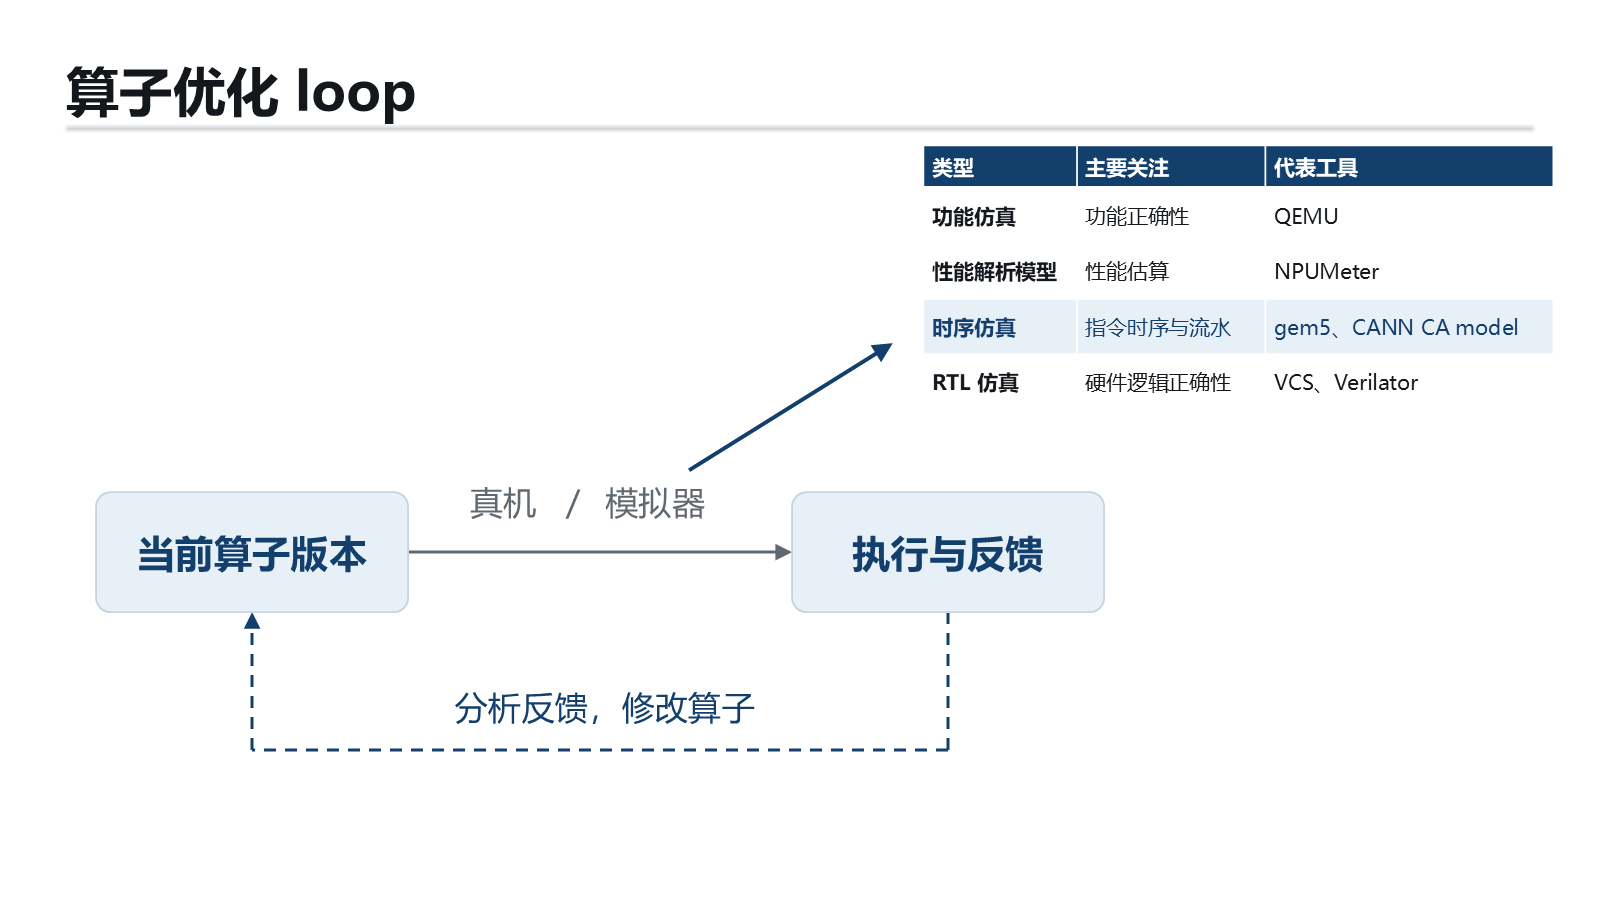 算子优化 loop
类型 主要关注 代表工具
功能仿真 功能正确性 QEMU
性能解析模型 性能估算 NPUMeter
时序仿真 指令时序与流水 gem5、CANN CA model
RTL 仿真 硬件逻辑正确性 VCS、Verilator
真机 / 模拟器
当前算子版本 执行与反馈
分析反馈，修改算子